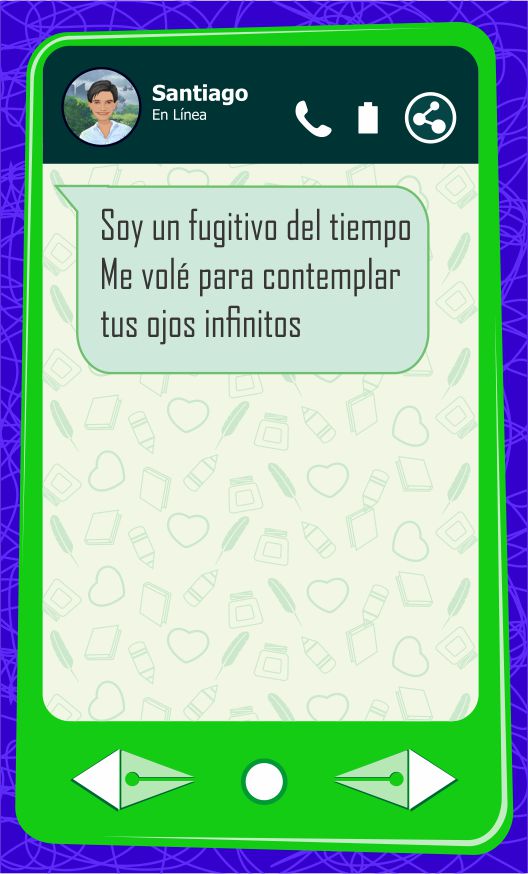 Santiago
En Línea
Soy un fugitivo del tiempo
Me volé para contemplar
tus ojos infinitos